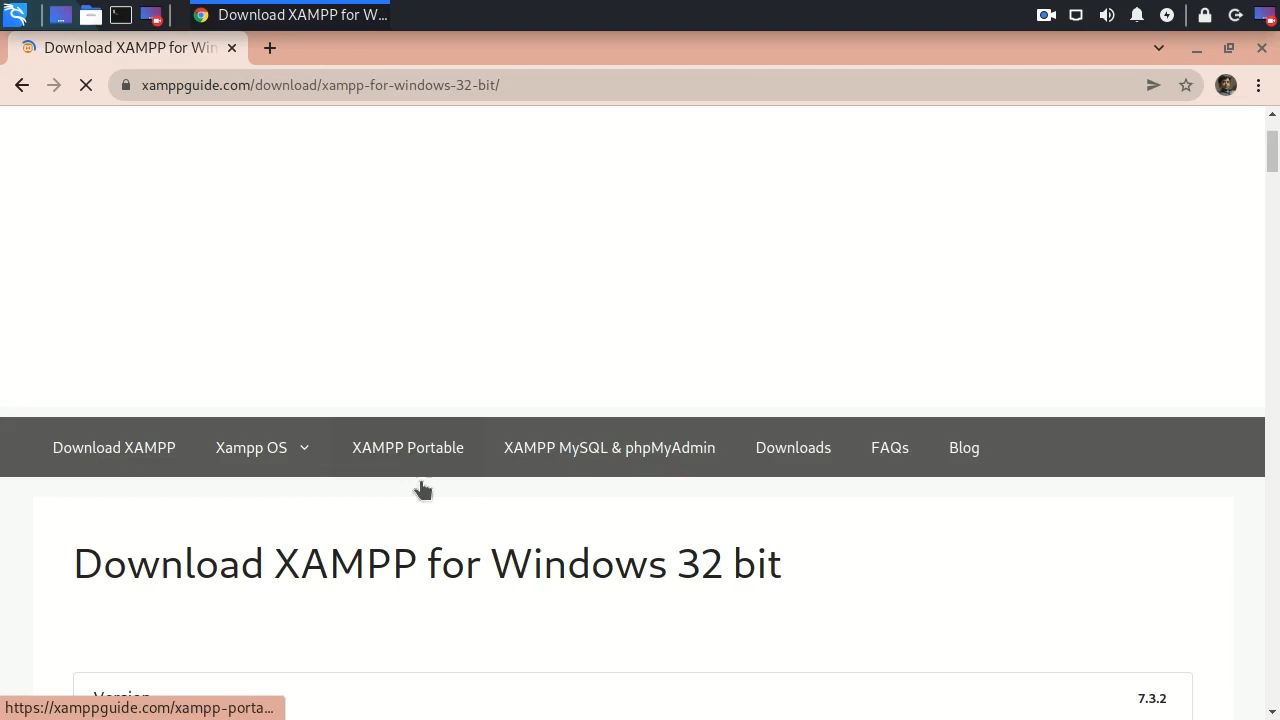 Download XAMPP for W...
Download XAMPP for Win
xamppguide.com/download/xampp-for-windows-32-bit/
Download XAMPP Xampp OS XAMPP Portable XAMPP MySQL & phpMyAdmin Downloads FAQs Blog
Download XAMPP for Windows 32 bit
Version 7.3.2
https://xamppguide.com/xampp-porta...